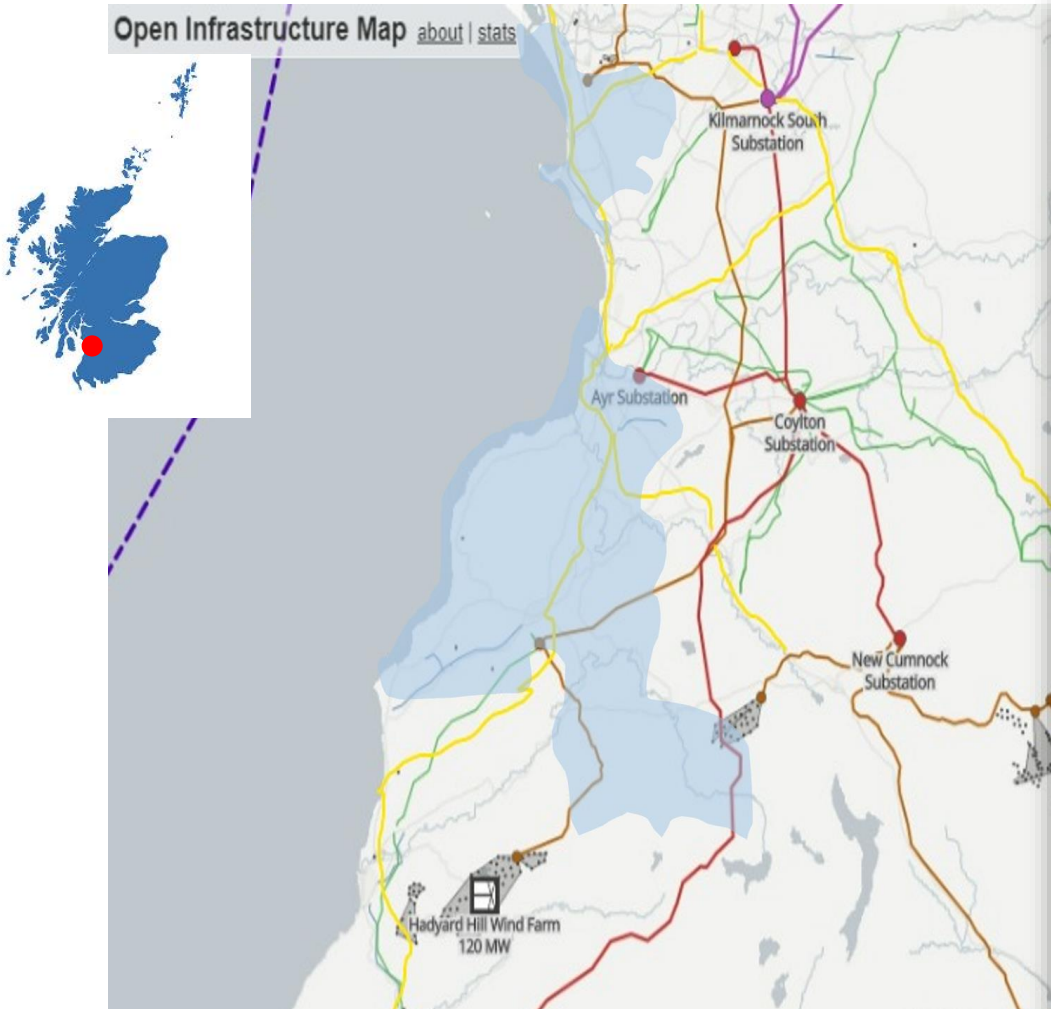 Open Infrastructure Map about | stats
Kilmarnock South
Substation
Ayr Substation
Coylton
Substation
New Cumnock
Substation
Hadyard Hill Wind Farm
120 MW